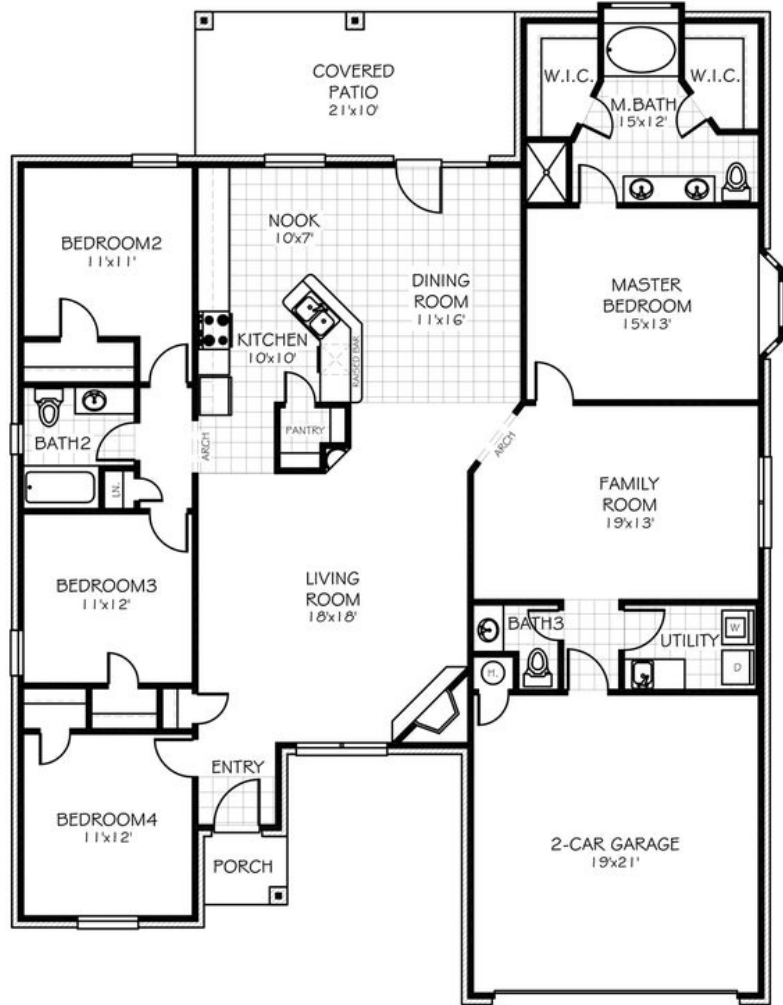 COVERED
PATIO
21'x10'
W.I.C.
W.I.C.
M.BATH
15'x12'
BEDROOM2
11'x11'
NOOK
10'x7'
DINING
ROOM
11'x16'
MASTER
BEDROOM
15'x13'
KITCHEN
10'x10'
RAISED BAR
PANTRY
BATH2
ARCH
ARCH
LN.
FAMILY
ROOM
19'x13'
BEDROOM3
11'x12'
LIVING
ROOM
18'x18'
BATH3
UTILITY
W
D
H.
ENTRY
BEDROOM4
11'x12'
2-CAR GARAGE
19'x21'
PORCH